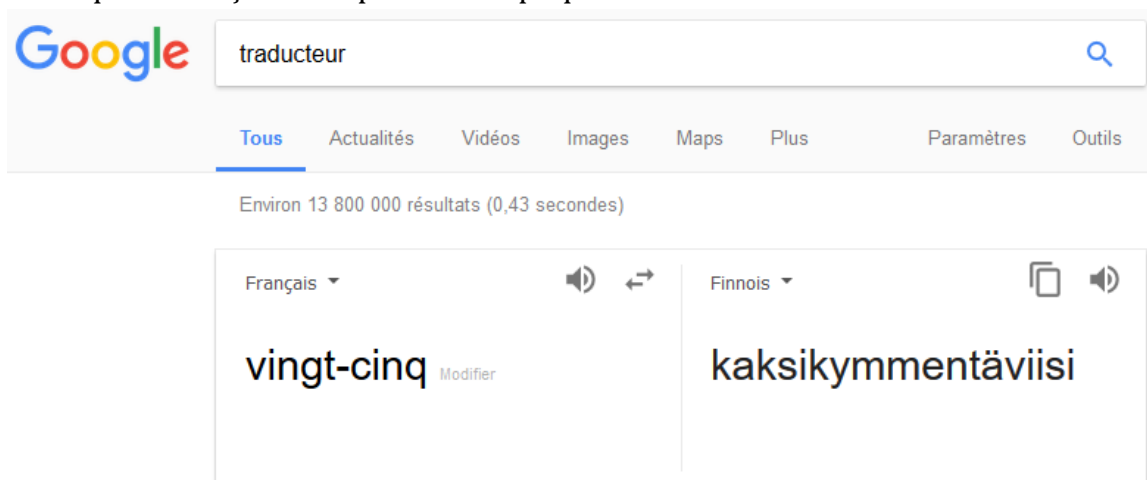 Google
traducteur
Tous Actualités Vidéos Images Maps Plus Paramètres Outils
Environ 13 800 000 résultats (0,43 secondes)
Français Finnois
vingt-cinq Modifier kaksikymmentäviisi